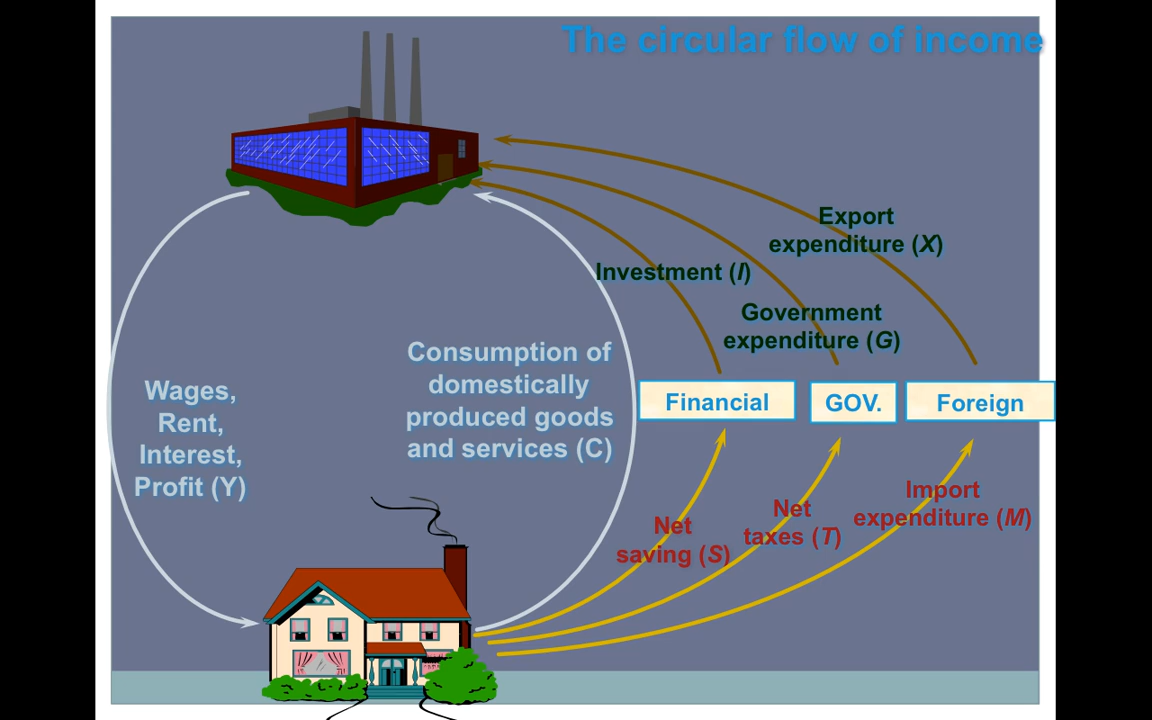 The circular flow of income
Export
expenditure (X)
Investment (I)
Government
expenditure (G)
Consumption of
domestically
produced goods
and services (C)
Wages,
Rent,
Interest,
Profit (Y)
Financial
GOV.
Foreign
Import
expenditure (M)
Net
taxes (T)
Net
saving (S)